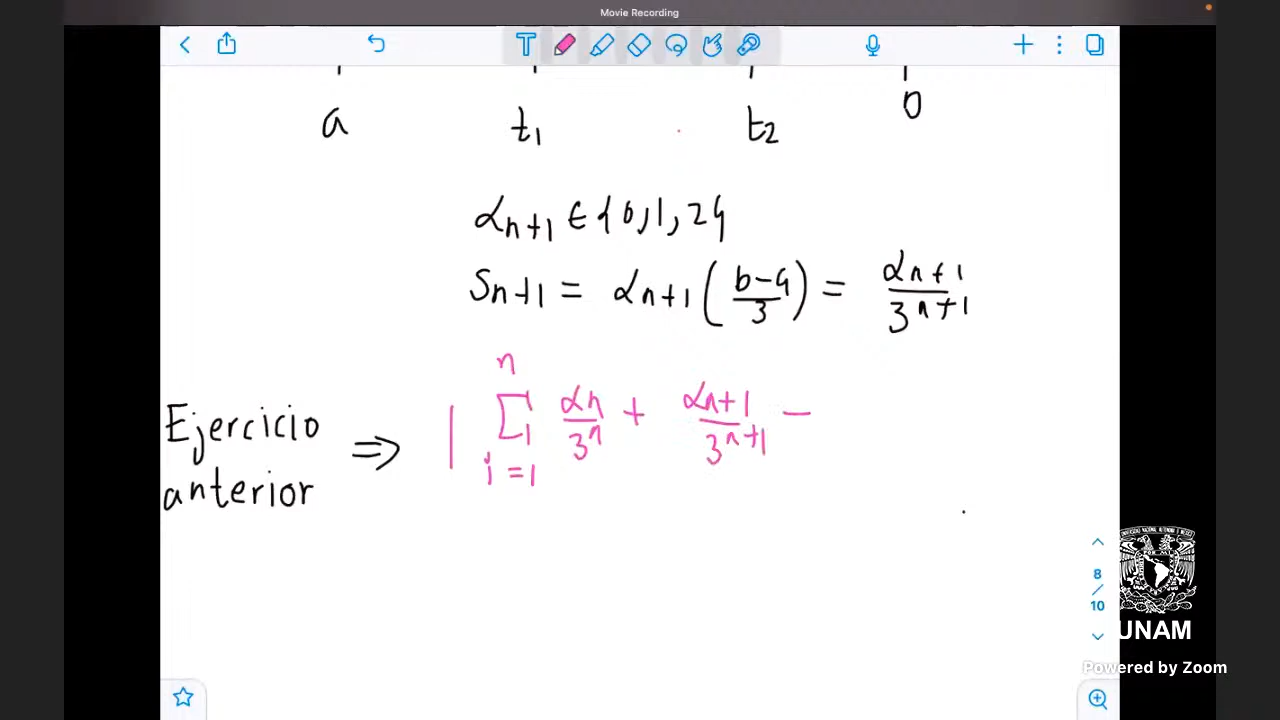 Movie Recording
a t₁ t₂ 0
αₙ₊₁ ∈ {0,1,2}
Sₙ₊₁ = αₙ₊₁ ((b-a)/3) = αₙ₊₁/3ⁿ⁺¹
Ejercicio anterior ⇒ | ∑_{i=1}^{n} αₙ/3ⁿ + αₙ₊₁/3ⁿ⁺¹ −
8
/
10
UNAM
Powered by Zoom